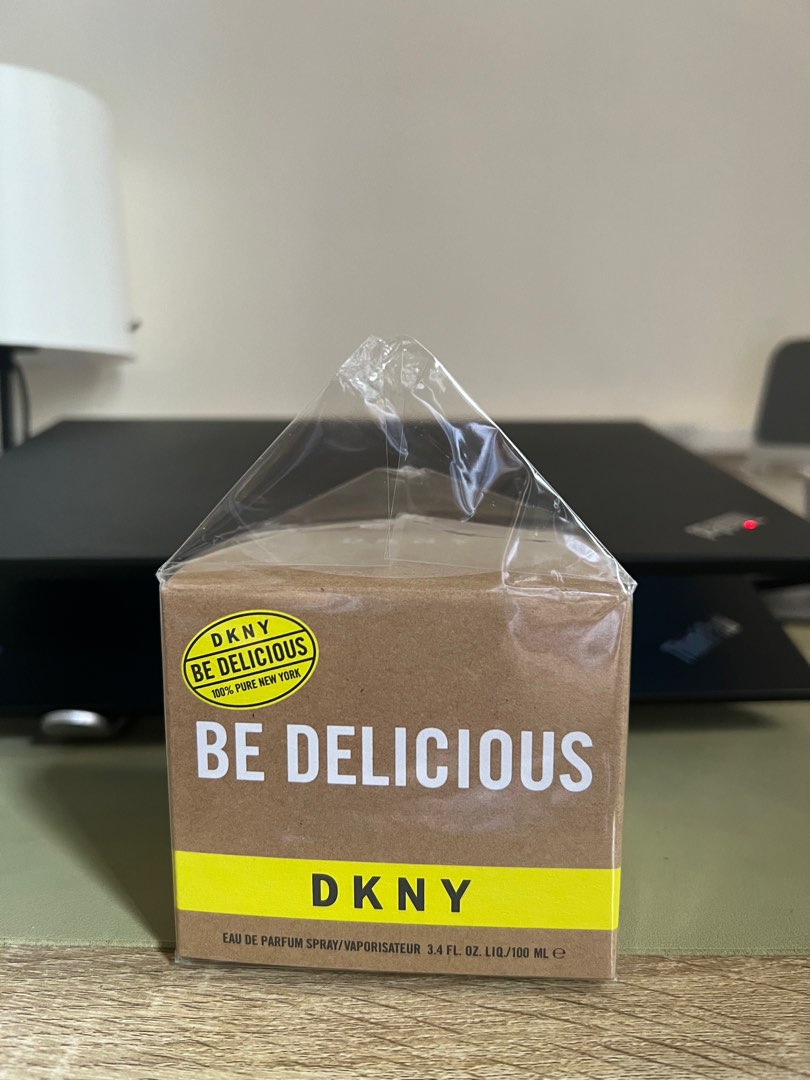 DKNY
BE DELICIOUS
100% PURE NEW YORK
BE DELICIOUS
DKNY
EAU DE PARFUM SPRAY/VAPORISATEUR 3.4 FL. OZ. LIQ./100 ML ℮